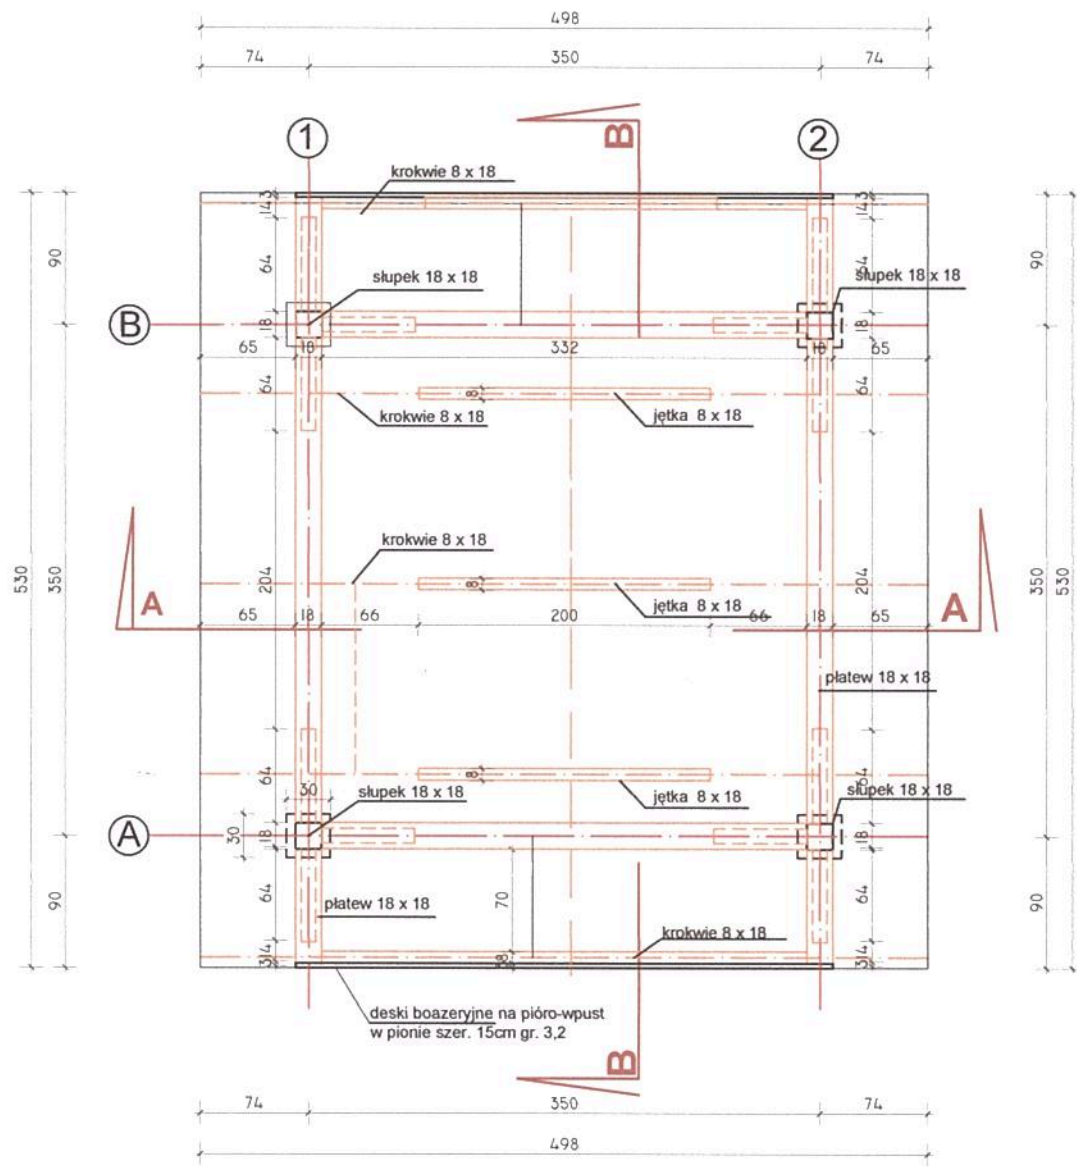 498
74 350 74
1 2
B
krokwie 8 x 18
143 143
530 90 90
64 64
słupek 18 x 18 słupek 18 x 18
B
18 18
65 18 332 18 65
64 8 64
krokwie 8 x 18 jętka 8 x 18
krokwie 8 x 18
530 350 204 8 204 350 530
A jętka 8 x 18 A
65 18 66 200 66 18 65
płatew 18 x 18
64 8 64
30 słupek 18 x 18 jętka 8 x 18 słupek 18 x 18
A
30 18 18
64 płatew 18 x 18 70 64
90 90
krokwie 8 x 18
314 38 314
deski boazeryjne na pióro-wpust
w pionie szer. 15cm gr. 3,2
B
74 350 74
498